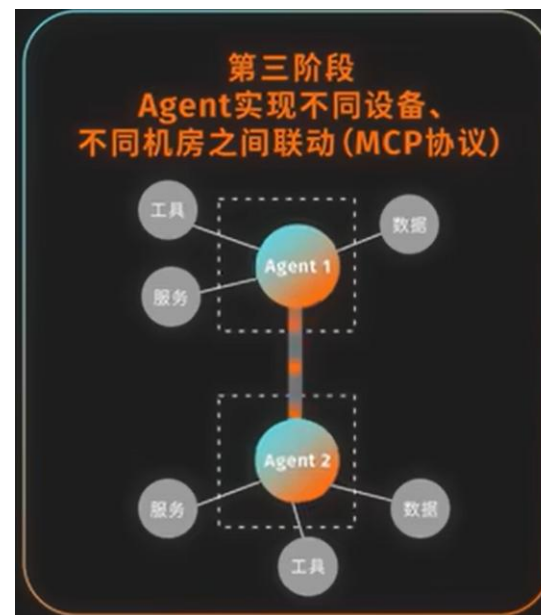 第三阶段
Agent实现不同设备、
不同机房之间联动(MCP协议)
工具
数据
Agent 1
服务
Agent 2
服务
数据
工具